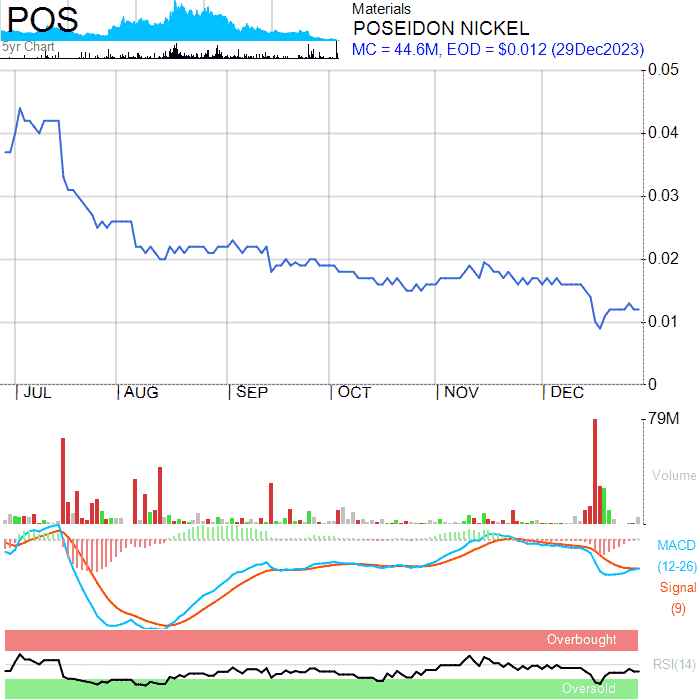 POS
5yr Chart
Materials
POSEIDON NICKEL
MC = 44.6M, EOD = $0.012 (29Dec2023)
0.05
0.04
0.03
0.02
0.01
0
JUL AUG SEP OCT NOV DEC
79M
Volume
MACD
(12-26)
Signal
(9)
Overbought
RSI(14)
Oversold